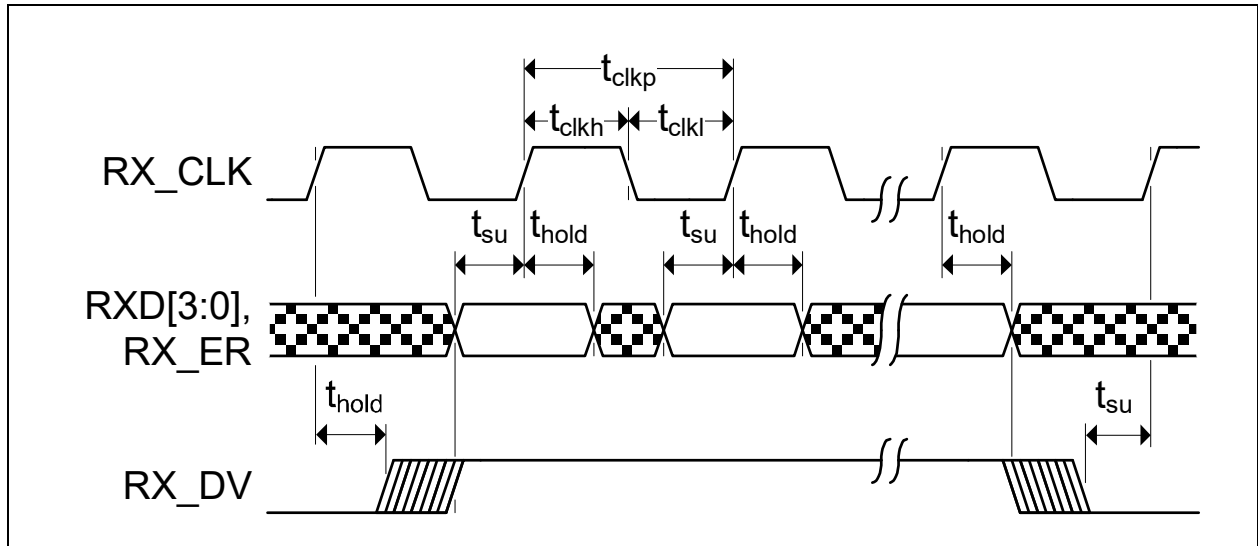 tclkp
tclkh tclkl
RX_CLK
tsu thold tsu thold thold
RXD[3:0],
RX_ER
thold tsu
RX_DV